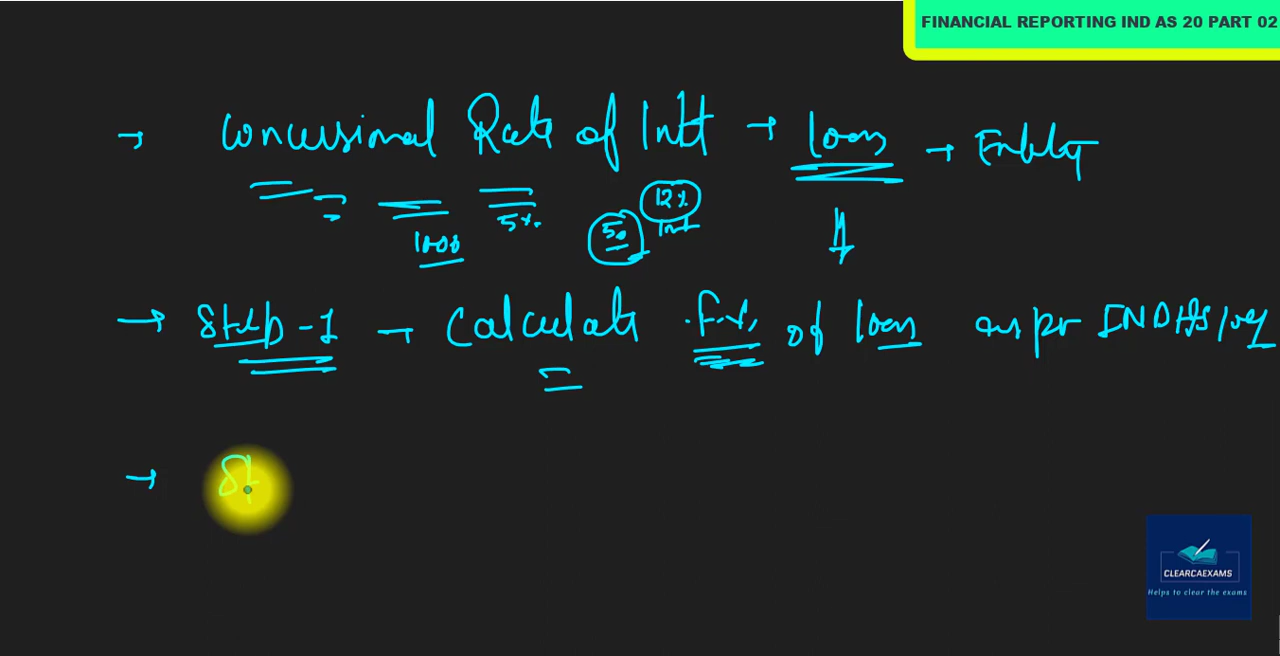 FINANCIAL REPORTING IND AS 20 PART 02
→ Concessional Rate of Intt → loan → Entity
1000 5%. 50 12% Int
→ Step-1 → Calculate F.V. of loan as per IND AS 109
→ St
CLEARCAEXAMS
Helps to clear the exams